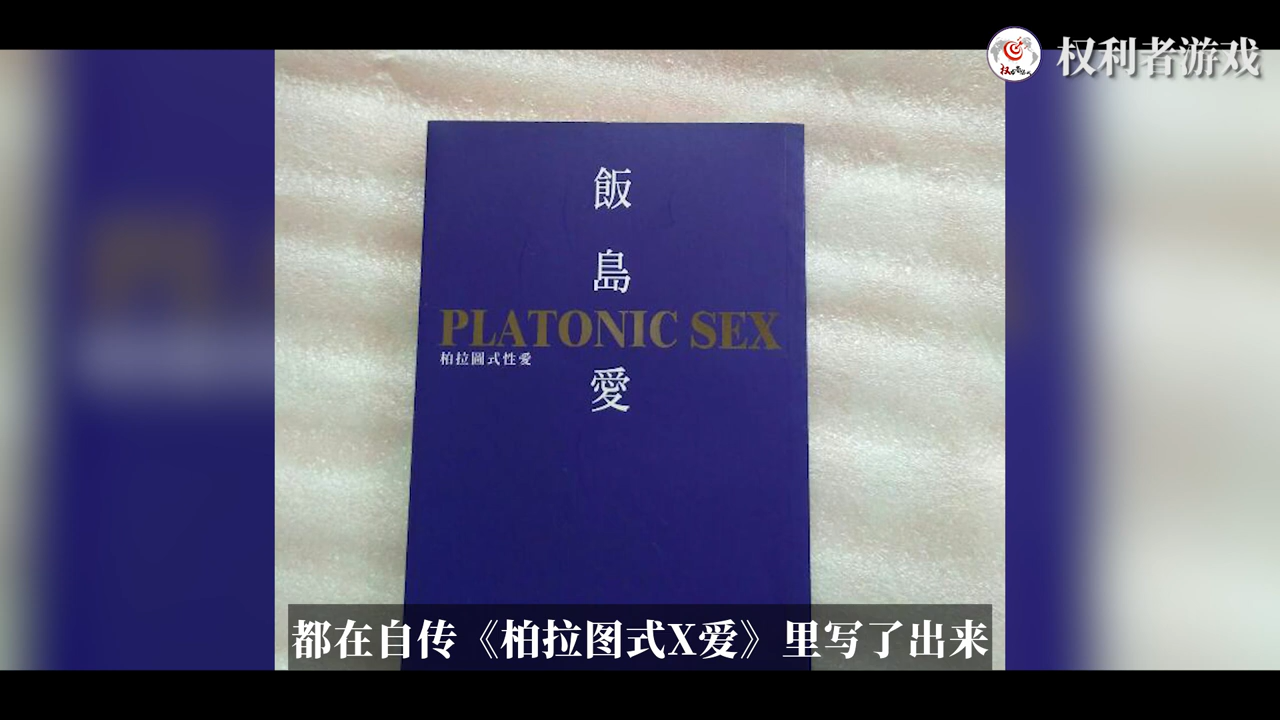 权利者游戏
飯
島
PLATONIC SEX
柏拉圖式性愛
愛
都在自传《柏拉图式X爱》里写了出来